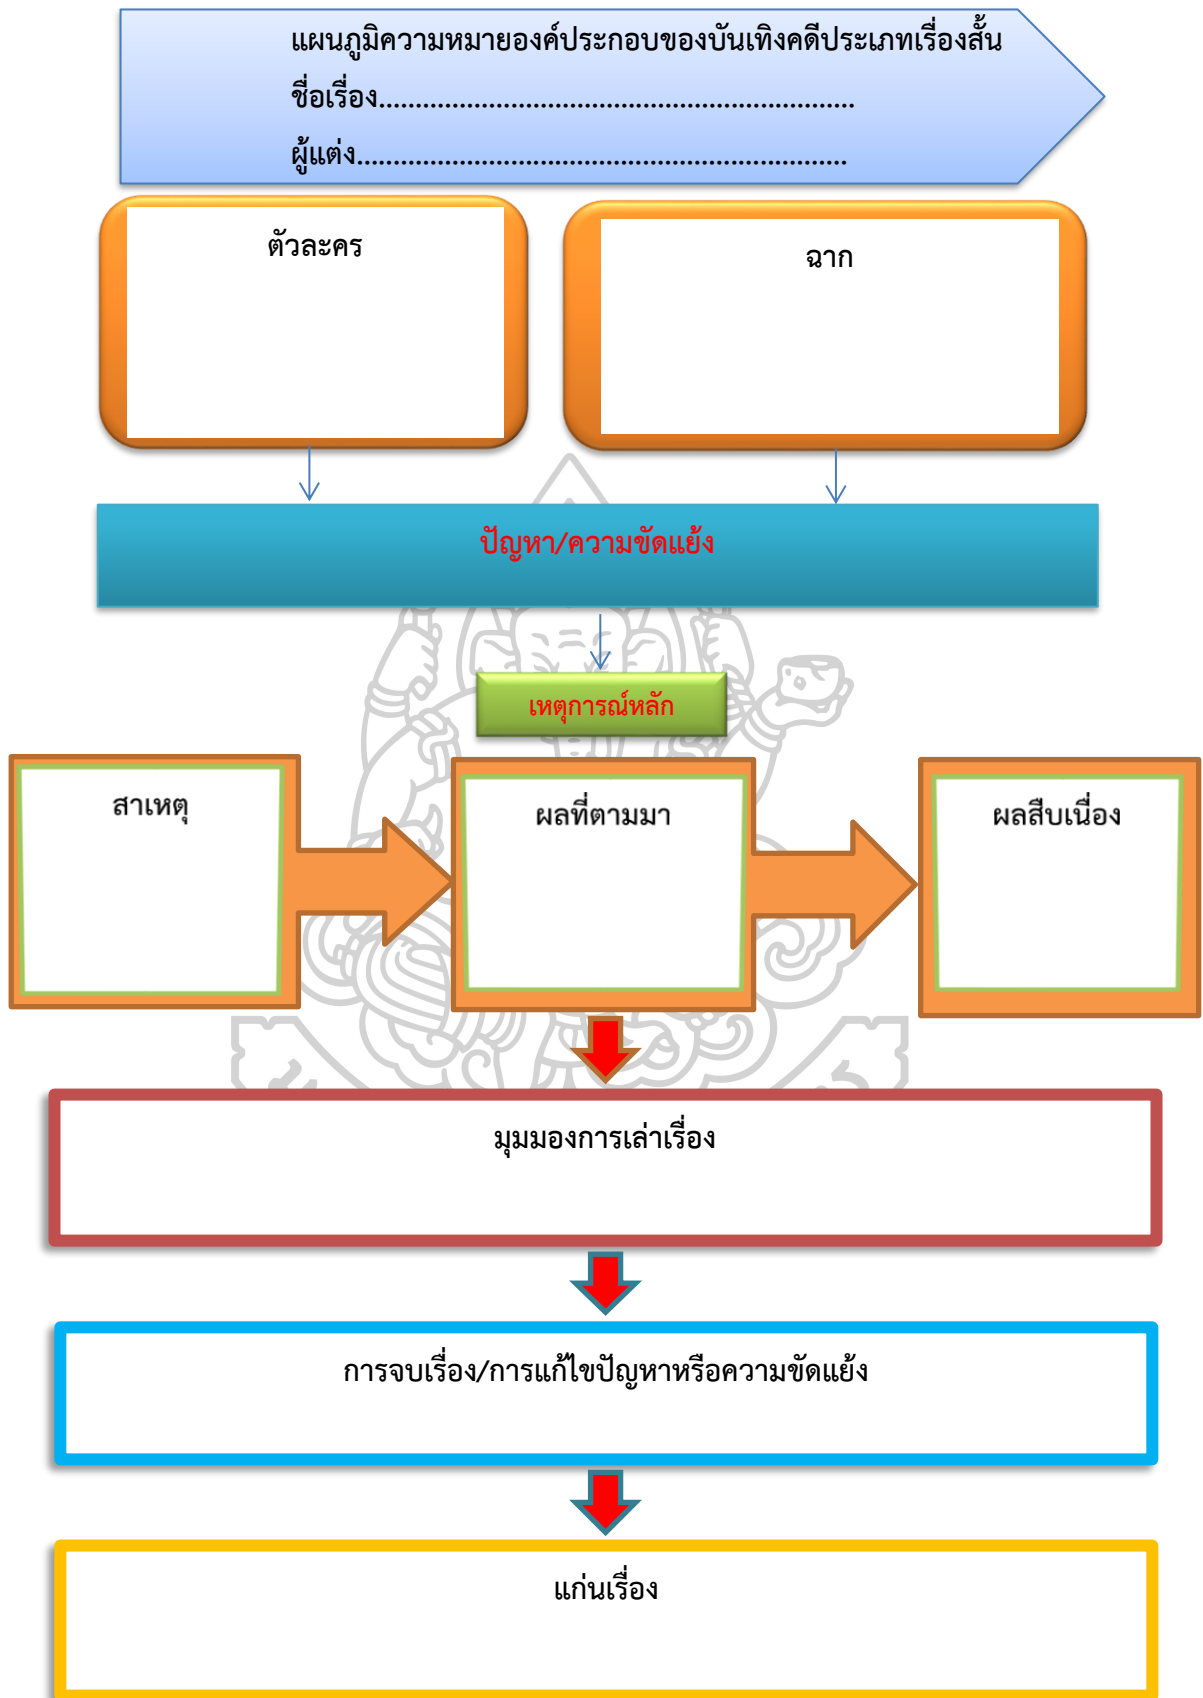 แผนภูมิความหมายองค์ประกอบของบันเทิงคดีประเภทเรื่องสั้น
ชื่อเรื่อง.................................................................
ผู้แต่ง...................................................................
ตัวละคร
ฉาก
ปัญหา/ความขัดแย้ง
เหตุการณ์หลัก
สาเหตุ
ผลที่ตามมา
ผลสืบเนื่อง
มุมมองการเล่าเรื่อง
การจบเรื่อง/การแก้ไขปัญหาหรือความขัดแย้ง
แก่นเรื่อง